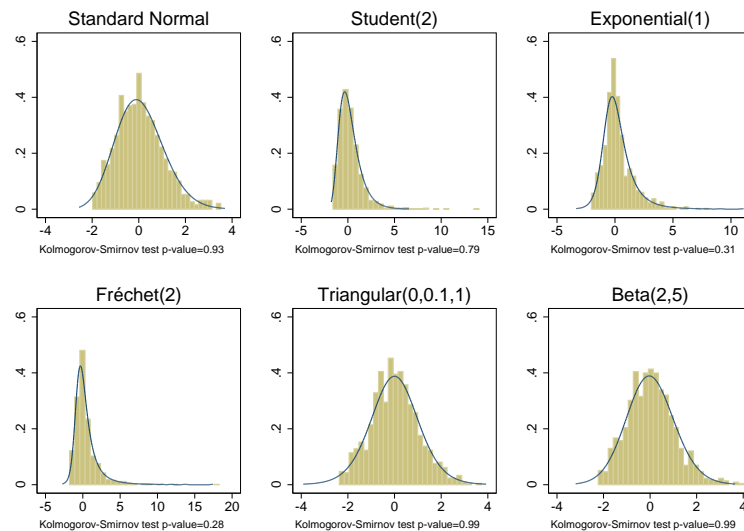 Standard Normal
Student(2)
Exponential(1)
0 .2 .4 .6
-4 -2 0 2 4
Kolmogorov-Smirnov test p-value=0.93
0 .2 .4 .6
-5 0 5 10 15
Kolmogorov-Smirnov test p-value=0.79
0 .2 .4 .6
-5 0 5 10
Kolmogorov-Smirnov test p-value=0.31
Fréchet(2)
Triangular(0,0.1,1)
Beta(2,5)
0 .2 .4 .6
-5 0 5 10 15 20
Kolmogorov-Smirnov test p-value=0.28
0 .2 .4 .6
-4 -2 0 2 4
Kolmogorov-Smirnov test p-value=0.99
0 .2 .4 .6
-4 -2 0 2 4
Kolmogorov-Smirnov test p-value=0.99